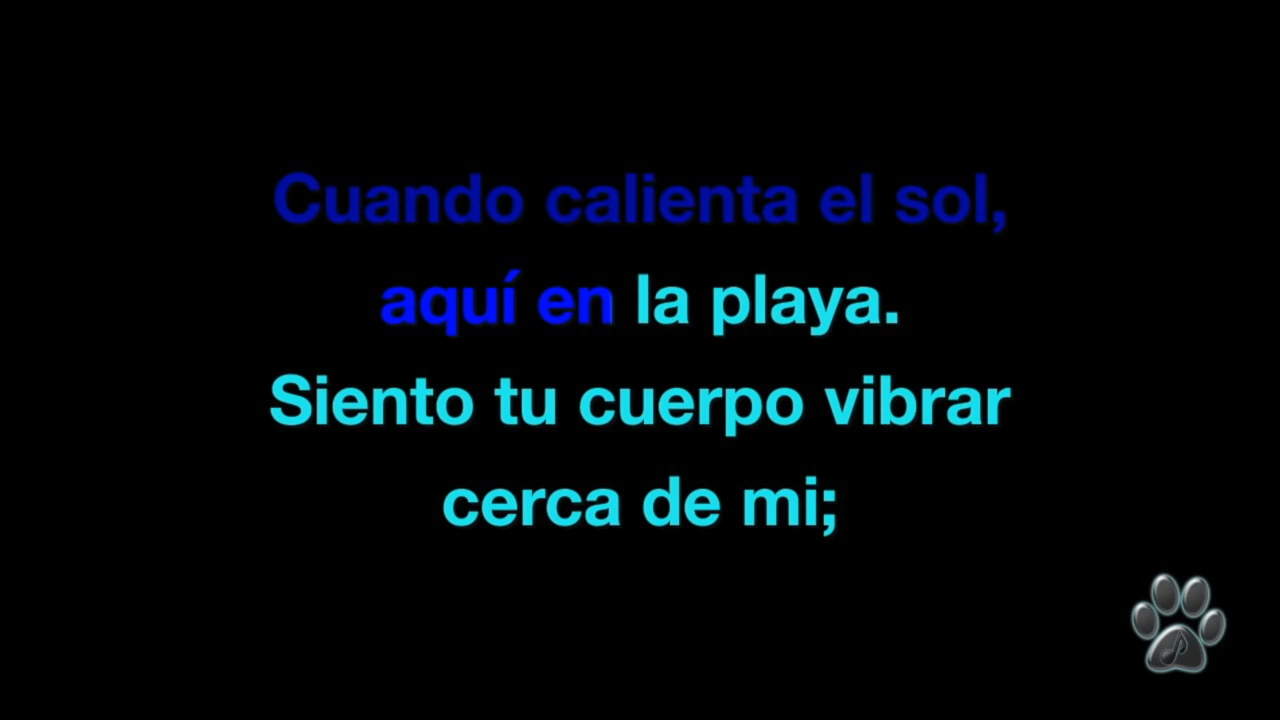 Cuando calienta el sol,
aquí en la playa.
Siento tu cuerpo vibrar
cerca de mi;